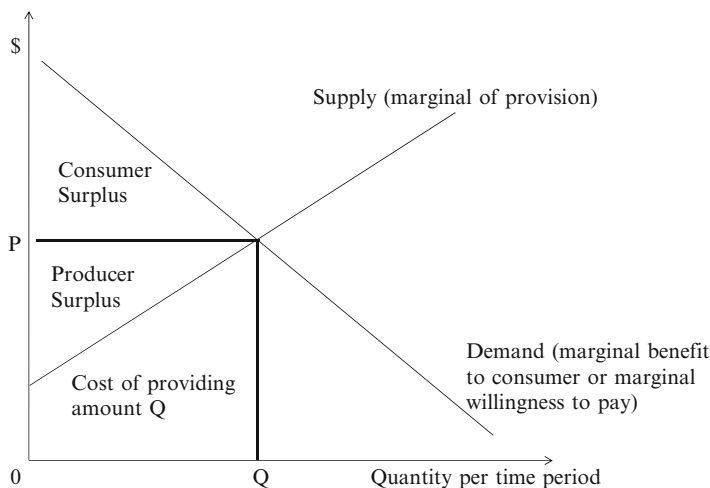 $
Supply (marginal of provision)
Consumer
Surplus
P
Producer
Surplus
Demand (marginal benefit
to consumer or marginal
willingness to pay)
Cost of providing
amount Q
0
Q
Quantity per time period